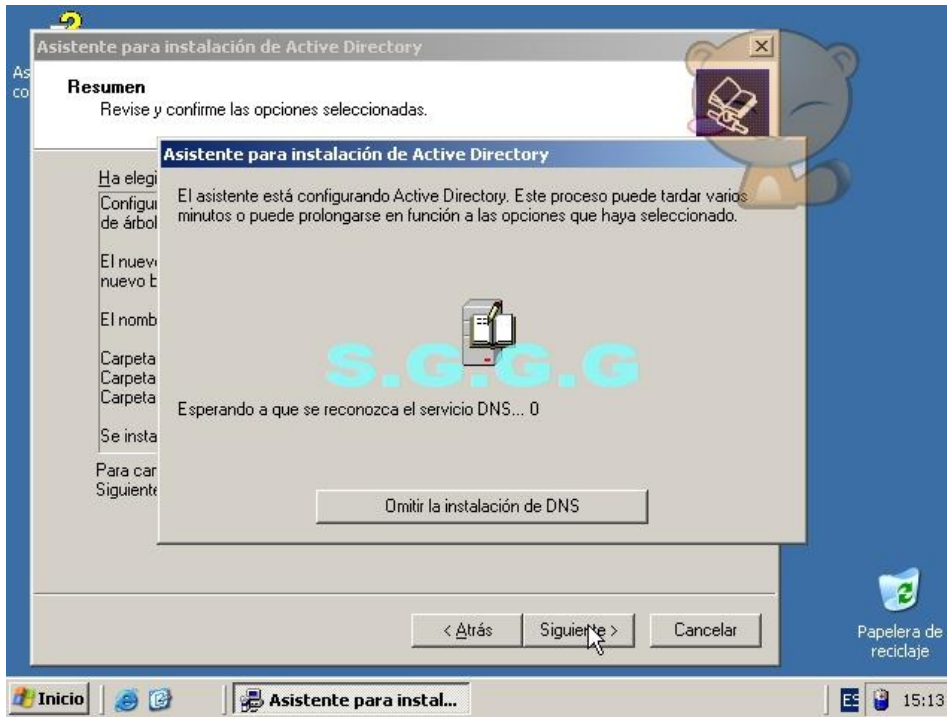 As
co
Asistente para instalación de Active Directory
Resumen
Revise y confirme las opciones seleccionadas.
Asistente para instalación de Active Directory
Ha elegi
El asistente está configurando Active Directory. Este proceso puede tardar varios
minutos o puede prolongarse en función a las opciones que haya seleccionado.
Configu
de árbol
El nuev
nuevo b
El nomb
Carpeta
Carpeta
Carpeta
S.G.G.G
Esperando a que se reconozca el servicio DNS... 0
Se insta
Para car
Siguiente
Omitir la instalación de DNS
< Atrás
Siguiente >
Cancelar
Papelera de
reciclaje
Inicio
Asistente para instal...
ES
15:13